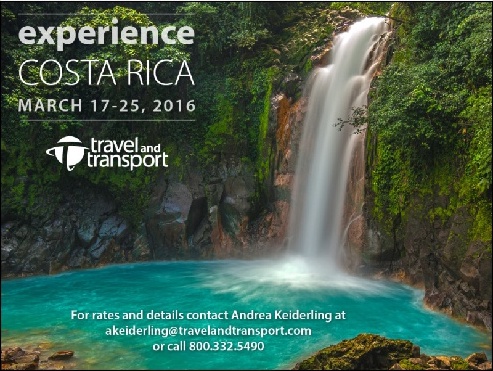 experience
COSTA RICA
MARCH 17-25, 2016
travel and
transport
For rates and details contact Andrea Keiderling at
akeiderling@travelandtransport.com
or call 800.332.5490